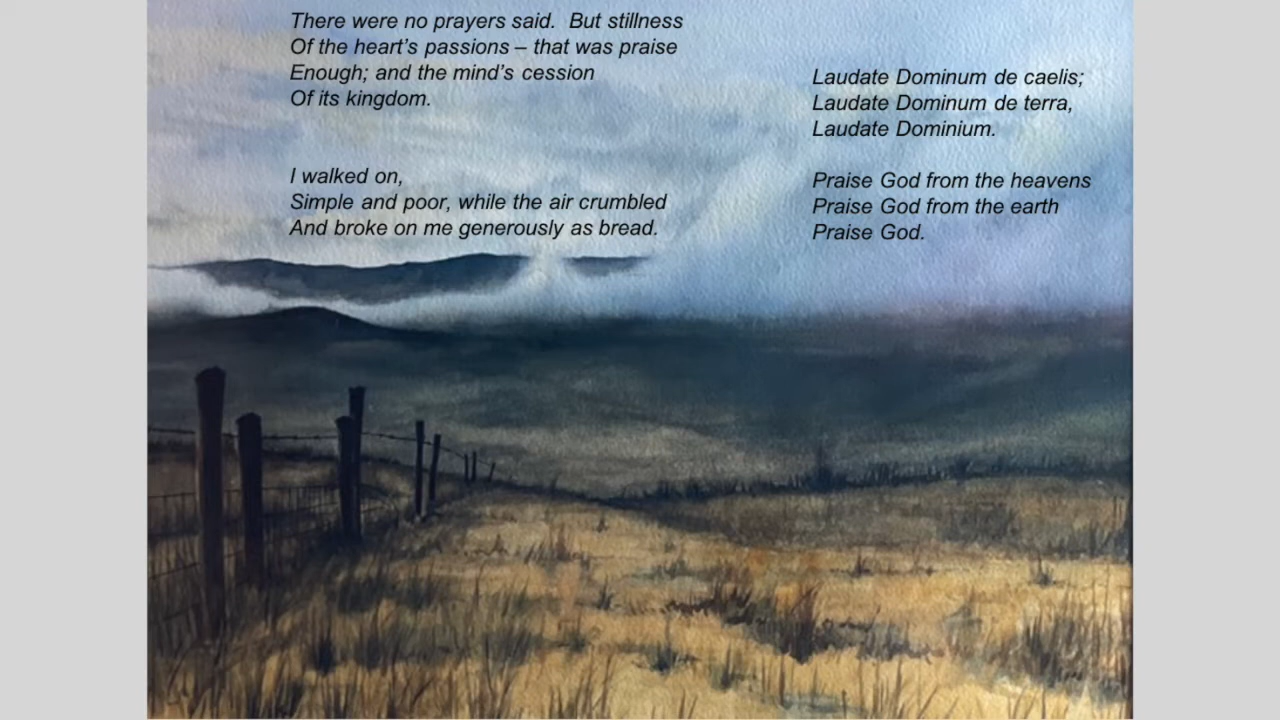 There were no prayers said.  But stillness
Of the heart’s passions – that was praise
Enough; and the mind’s cession
Of its kingdom.
I walked on,
Simple and poor, while the air crumbled
And broke on me generously as bread.
Laudate Dominum de caelis;
Laudate Dominum de terra,
Laudate Dominium.
Praise God from the heavens
Praise God from the earth
Praise God.